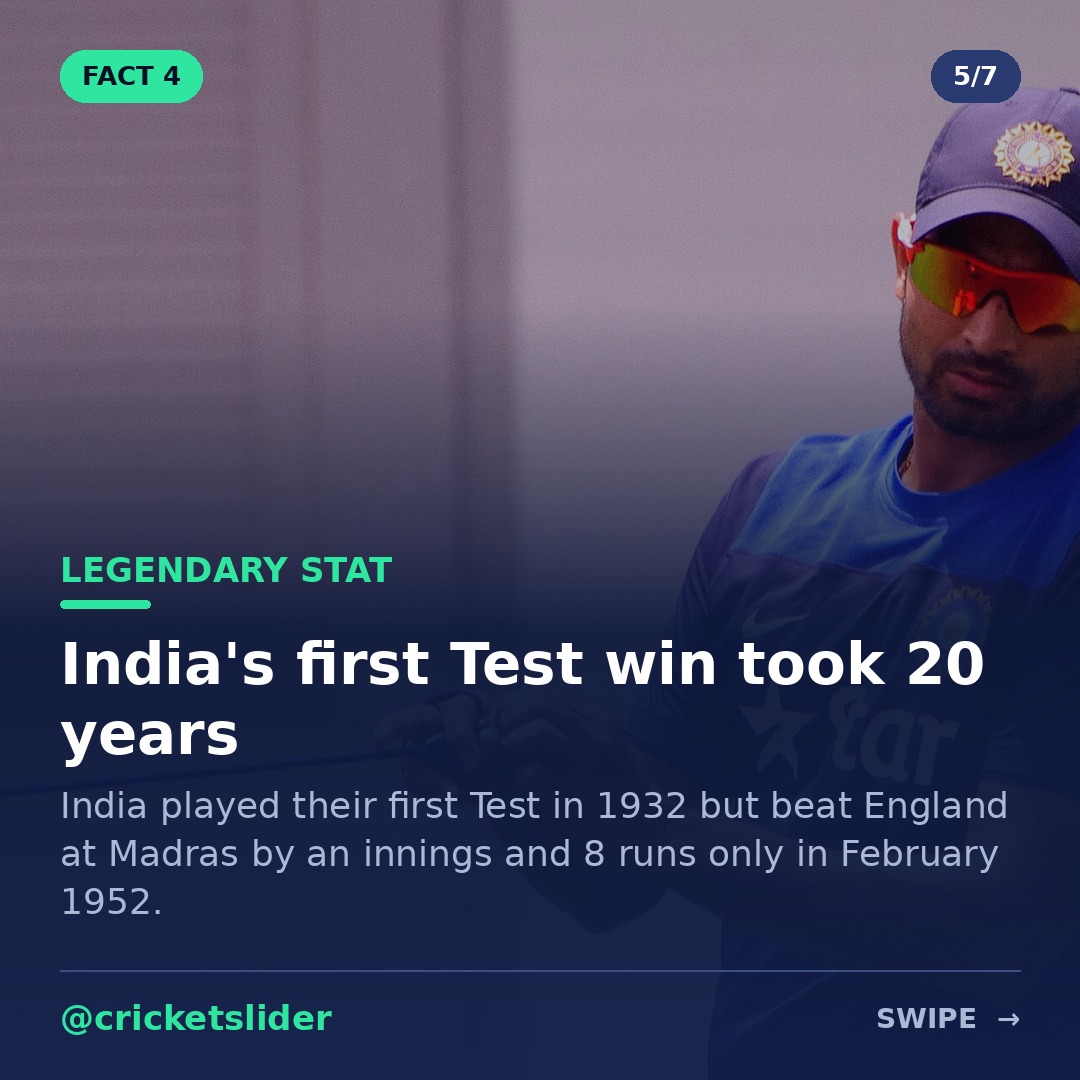 FACT 4
5/7
LEGENDARY STAT
India's first Test win took 20
years
India played their first Test in 1932 but beat England
at Madras by an innings and 8 runs only in February
1952.
star
@cricketslider
SWIPE →